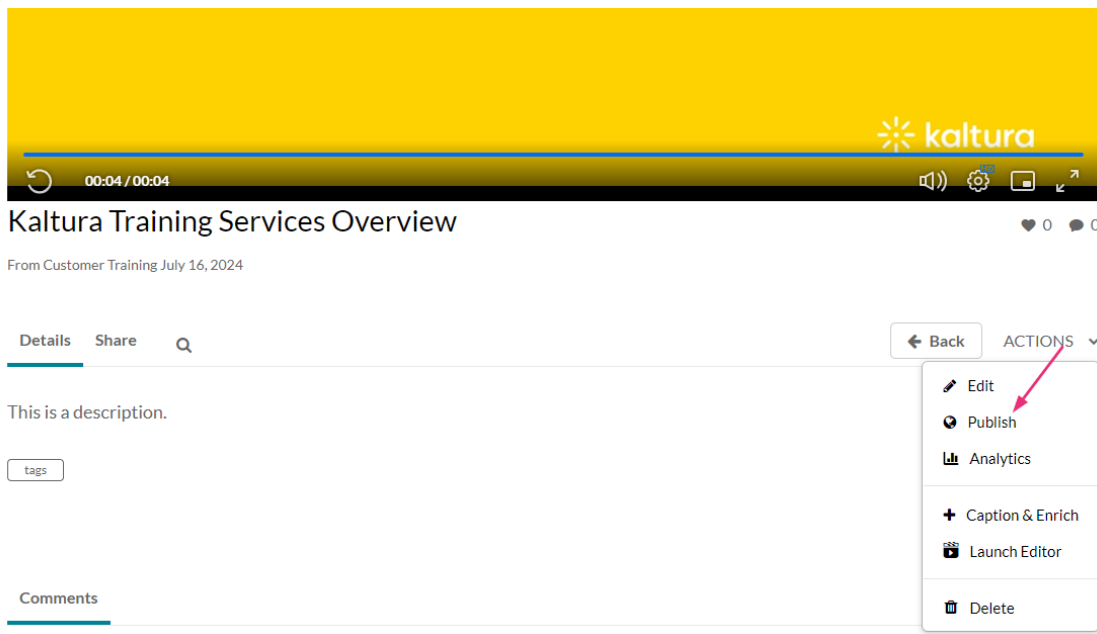 kaltura
00:04 / 00:04
Kaltura Training Services Overview
0 0
From Customer Training July 16, 2024
Details Share Back ACTIONS
Edit
This is a description.
Publish
Analytics
tags
Caption & Enrich
Launch Editor
Comments
Delete